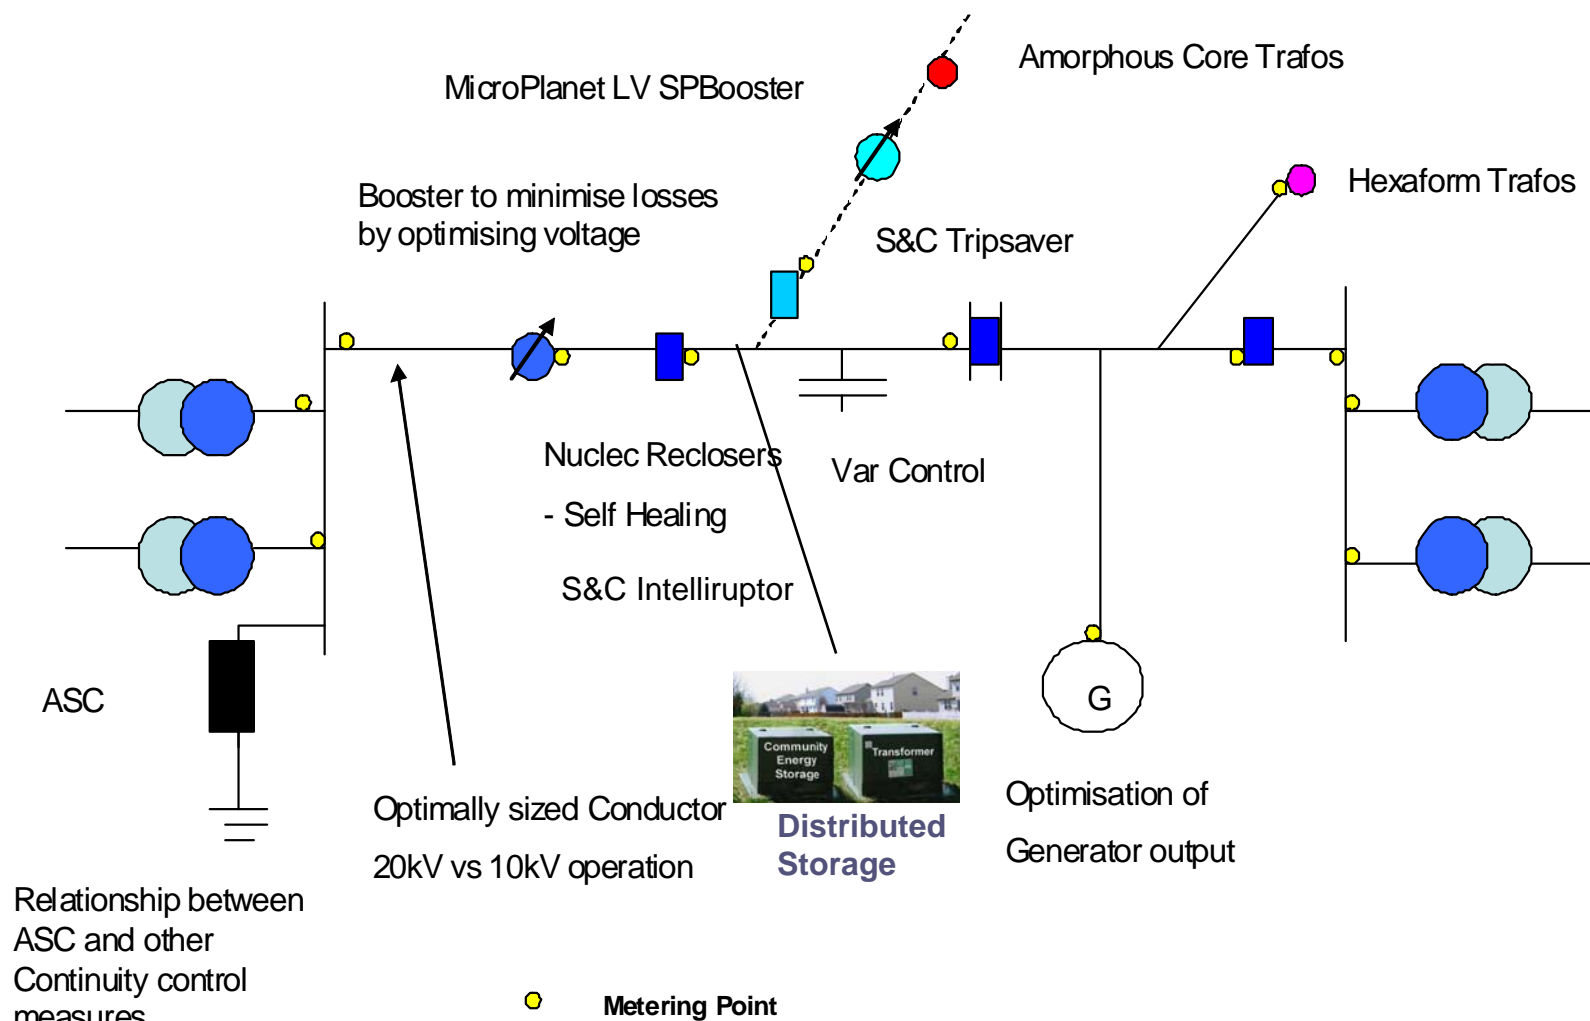 Amorphous Core Trafos
MicroPlanet LV SPBooster
Hexaform Trafos
Booster to minimise losses
by optimising voltage
S&C Tripsaver
Nuclec Reclosers
- Self Healing
S&C Intelliruptor
Var Control
ASC
G
Community
Energy
Storage
Transformer
Optimally sized Conductor
20kV vs 10kV operation
Distributed
Storage
Optimisation of
Generator output
Relationship between
ASC and other
Continuity control
measures
Metering Point